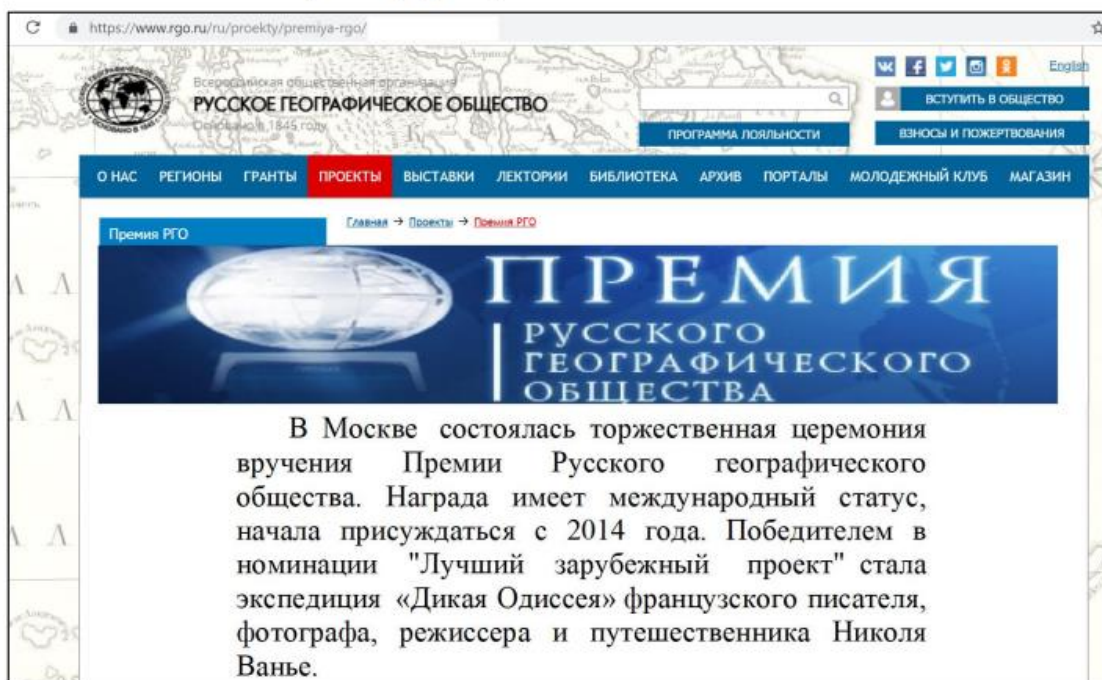 https://www.rgo.ru/ru/proekty/premiya-rgo/
Всероссийская общественная организация
РУССКОЕ ГЕОГРАФИЧЕСКОЕ ОБЩЕСТВО
Основано в 1845 году
English
ВСТУПИТЬ В ОБЩЕСТВО
ПРОГРАММА ЛОЯЛЬНОСТИ
ВЗНОСЫ И ПОЖЕРТВОВАНИЯ
О НАС РЕГИОНЫ ГРАНТЫ ПРОЕКТЫ ВЫСТАВКИ ЛЕКТОРИИ БИБЛИОТЕКА АРХИВ ПОРТАЛЫ МОЛОДЕЖНЫЙ КЛУБ МАГАЗИН
Главная → Проекты → Премия РГО
Премия РГО
ПРЕМИЯ
РУССКОГО
ГЕОГРАФИЧЕСКОГО
ОБЩЕСТВА
В Москве состоялась торжественная церемония
вручения Премии Русского географического
общества. Награда имеет международный статус,
начала присуждаться с 2014 года. Победителем в
номинации "Лучший зарубежный проект" стала
экспедиция «Дикая Одиссея» французского писателя,
фотографа, режиссера и путешественника Николя
Ванье.